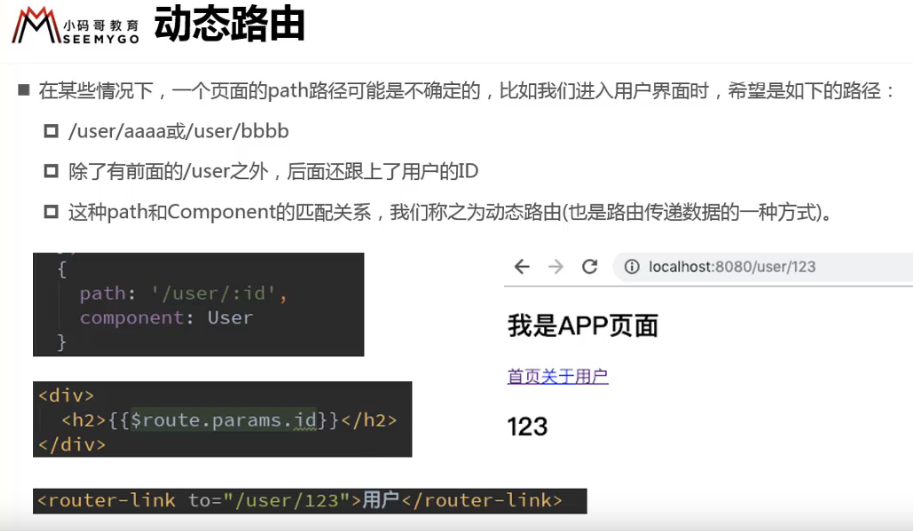 小码哥教育
SEEMYGO
动态路由
在某些情况下，一个页面的path路径可能是不确定的，比如我们进入用户界面时，希望是如下的路径：
/user/aaaa或/user/bbbb
除了有前面的/user之外，后面还跟上了用户的ID
这种path和Component的匹配关系，我们称之为动态路由(也是路由传递数据的一种方式)。
{
path: '/user/:id',
component: User
}
<div>
<h2>{{$route.params.id}}</h2>
</div>
<router-link to="/user/123">用户</router-link>
localhost:8080/user/123
我是APP页面
首页关于用户
123